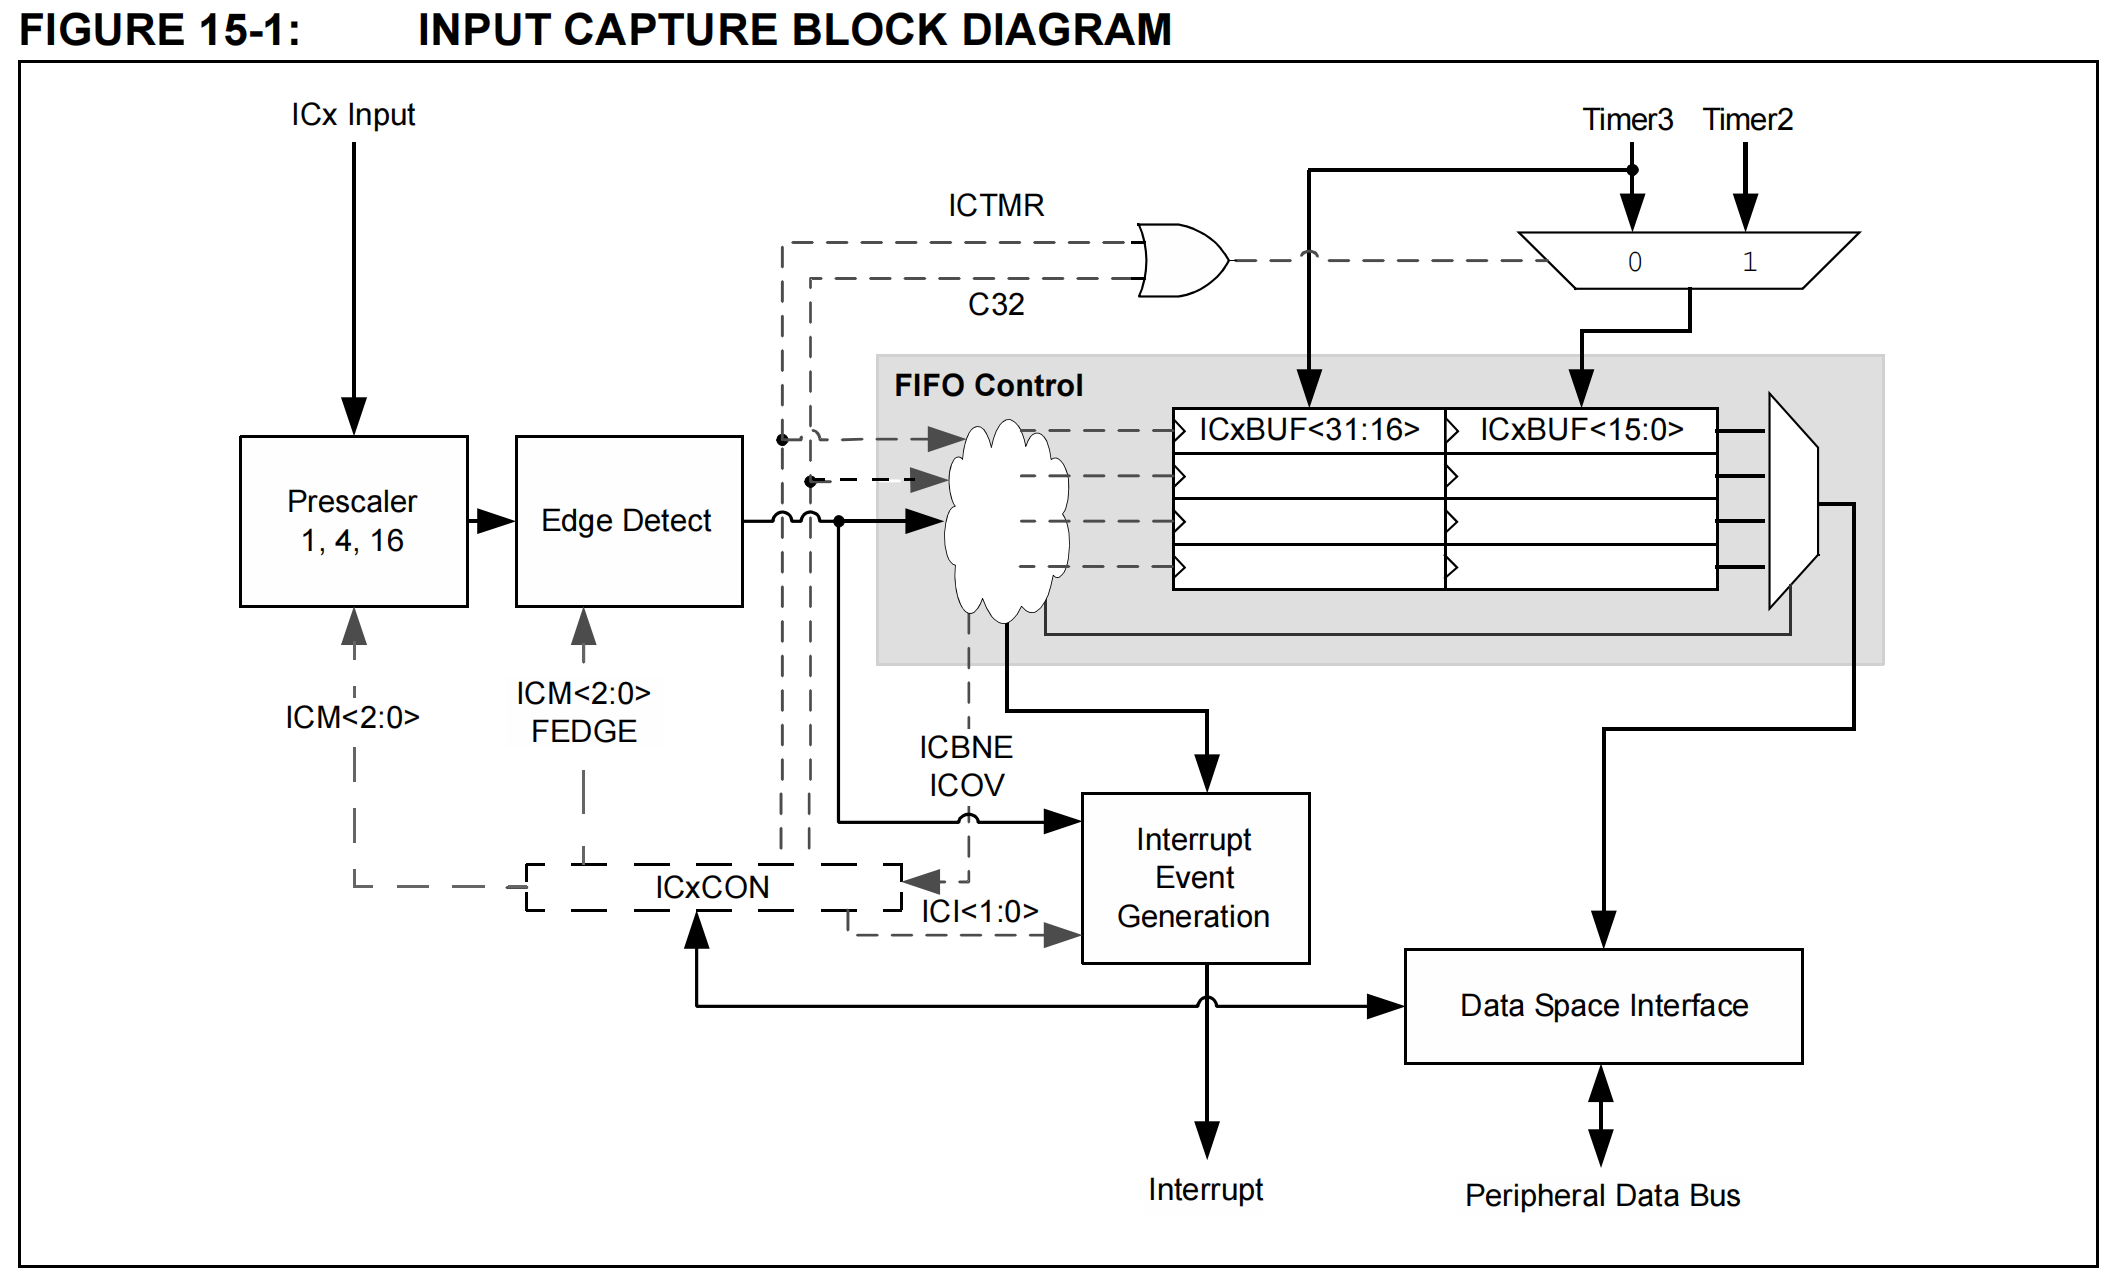 FIGURE 15-1: INPUT CAPTURE BLOCK DIAGRAM
ICx Input
Timer3 Timer2
ICTMR
0 1
C32
FIFO Control
ICxBUF<31:16> ICxBUF<15:0>
Prescaler
1, 4, 16
Edge Detect
ICM<2:0>
ICM<2:0>
FEDGE
ICBNE
ICOV
Interrupt
Event
Generation
ICxCON
ICI<1:0>
Data Space Interface
Interrupt
Peripheral Data Bus